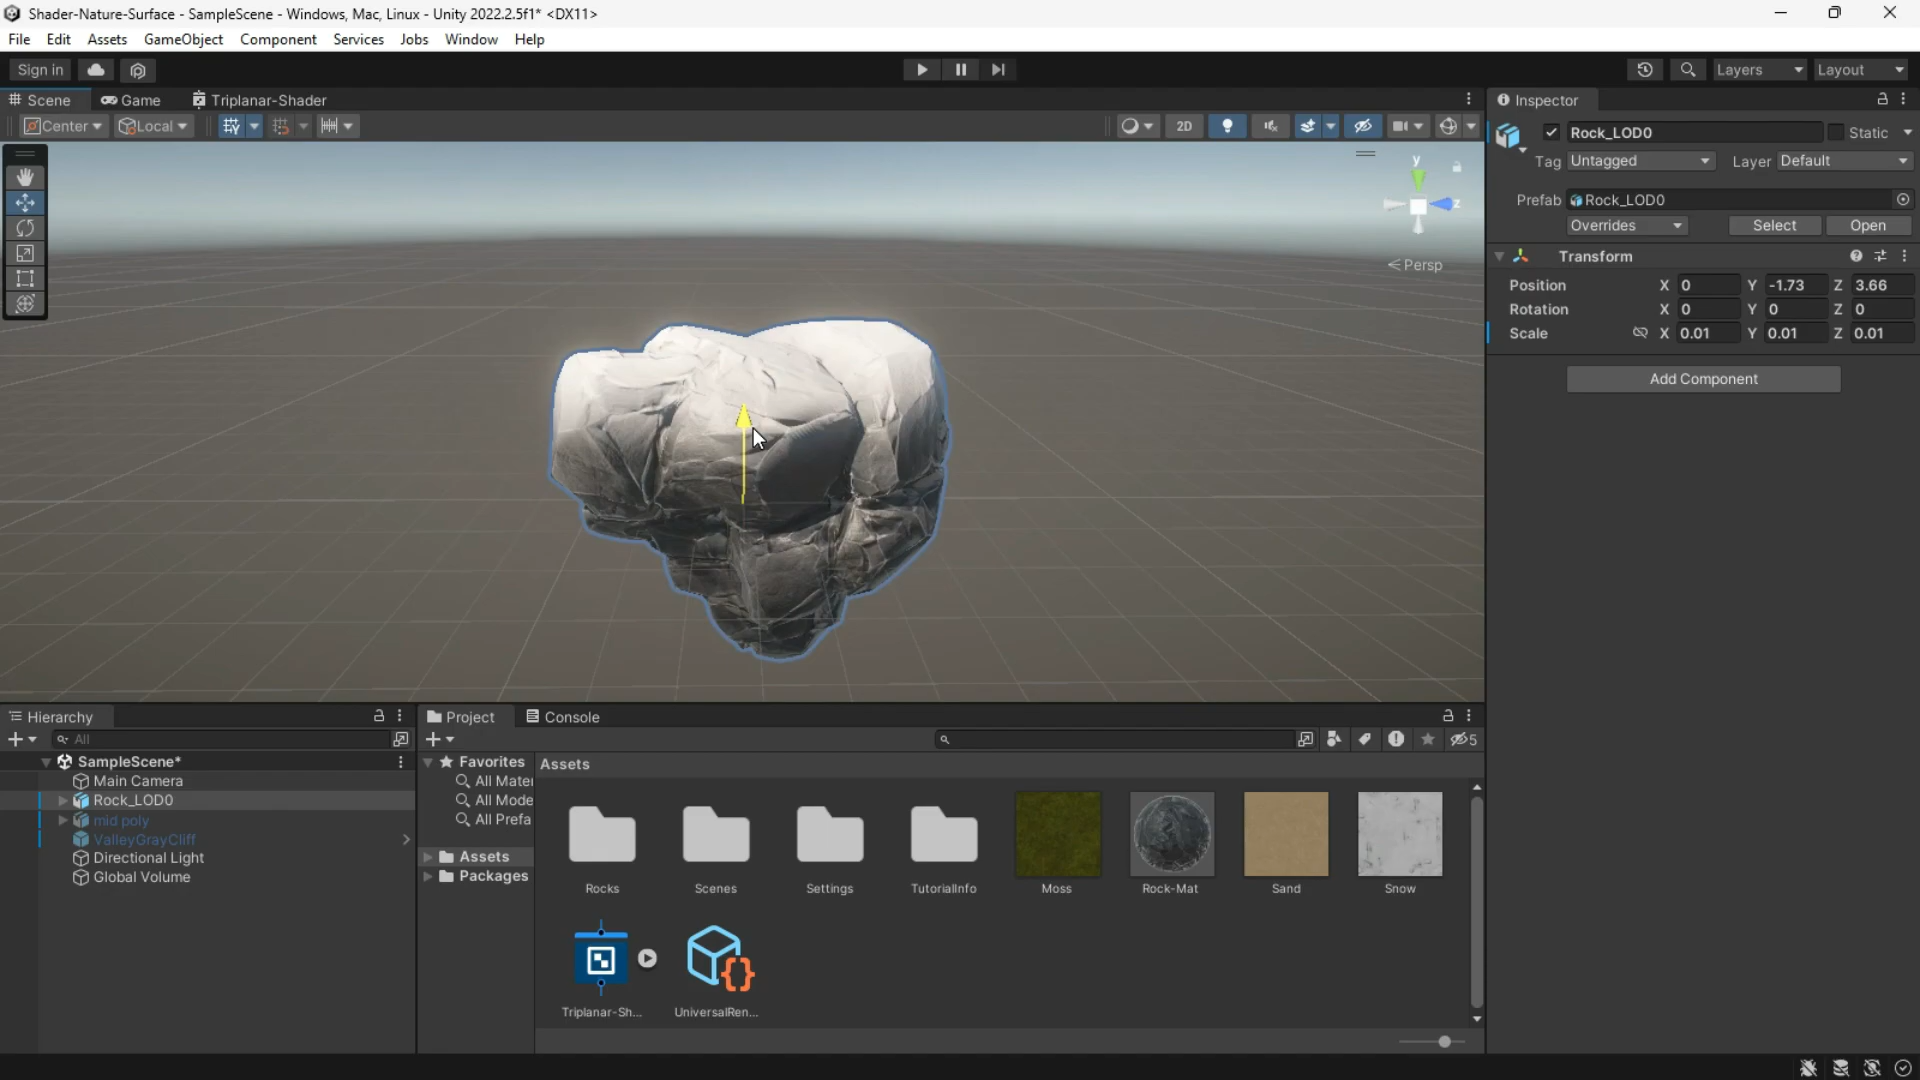 Shader-Nature-Surface - SampleScene - Windows, Mac, Linux - Unity 2022.2.5f1* <DX11>
File Edit Assets GameObject Component Services Jobs Window Help
Sign in Layers Layout
Scene Game Triplanar-Shader
Center Local 2D
y
z
Persp
Inspector
Rock_LOD0 Static
Tag Untagged Layer Default
Prefab Rock_LOD0
Overrides Select Open
Transform
Position X 0 Y -1.73 Z 3.66
Rotation X 0 Y 0 Z 0
Scale X 0.01 Y 0.01 Z 0.01
Add Component
Hierarchy
All
SampleScene*
Main Camera
Rock_LOD0
mid poly
ValleyGrayCliff
Directional Light
Global Volume
Project Console
5
Favorites
All Mater
All Mode
All Prefa
Assets
Packages
Assets
Rocks Scenes Settings TutorialInfo Moss Rock-Mat Sand Snow
Triplanar-Sh... UniversalRen...